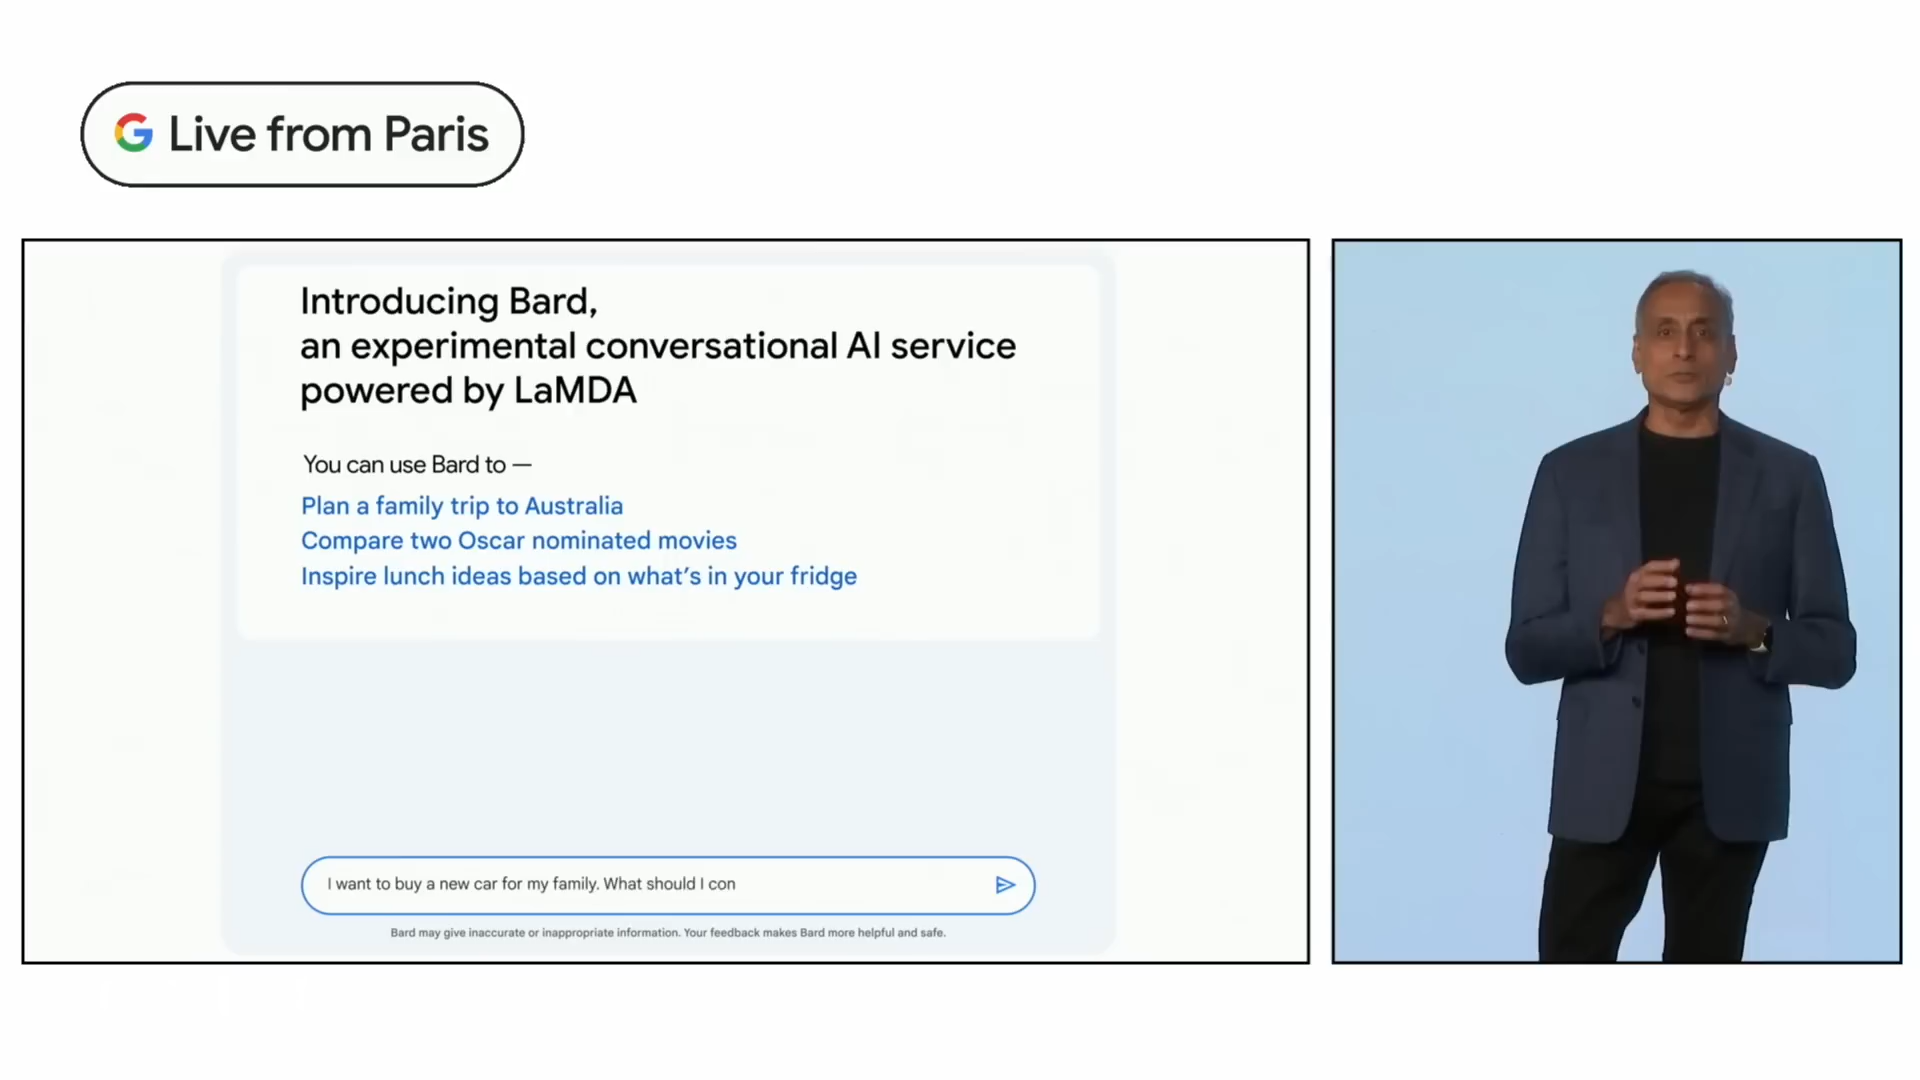 Live from Paris
Introducing Bard,
an experimental conversational AI service
powered by LaMDA
You can use Bard to —
Plan a family trip to Australia
Compare two Oscar nominated movies
Inspire lunch ideas based on what’s in your fridge
I want to buy a new car for my family. What should I con
Bard may give inaccurate or inappropriate information. Your feedback makes Bard more helpful and safe.